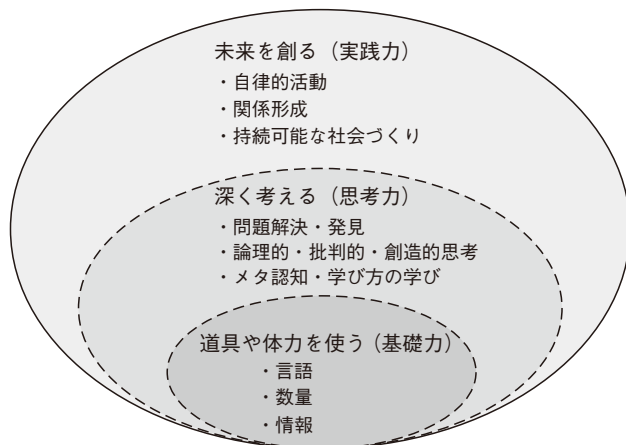 未来を創る（実践力）
・自律的活動
・関係形成
・持続可能な社会づくり
深く考える（思考力）
・問題解決・発見
・論理的・批判的・創造的思考
・メタ認知・学び方の学び
道具や体力を使う（基礎力）
・言語
・数量
・情報